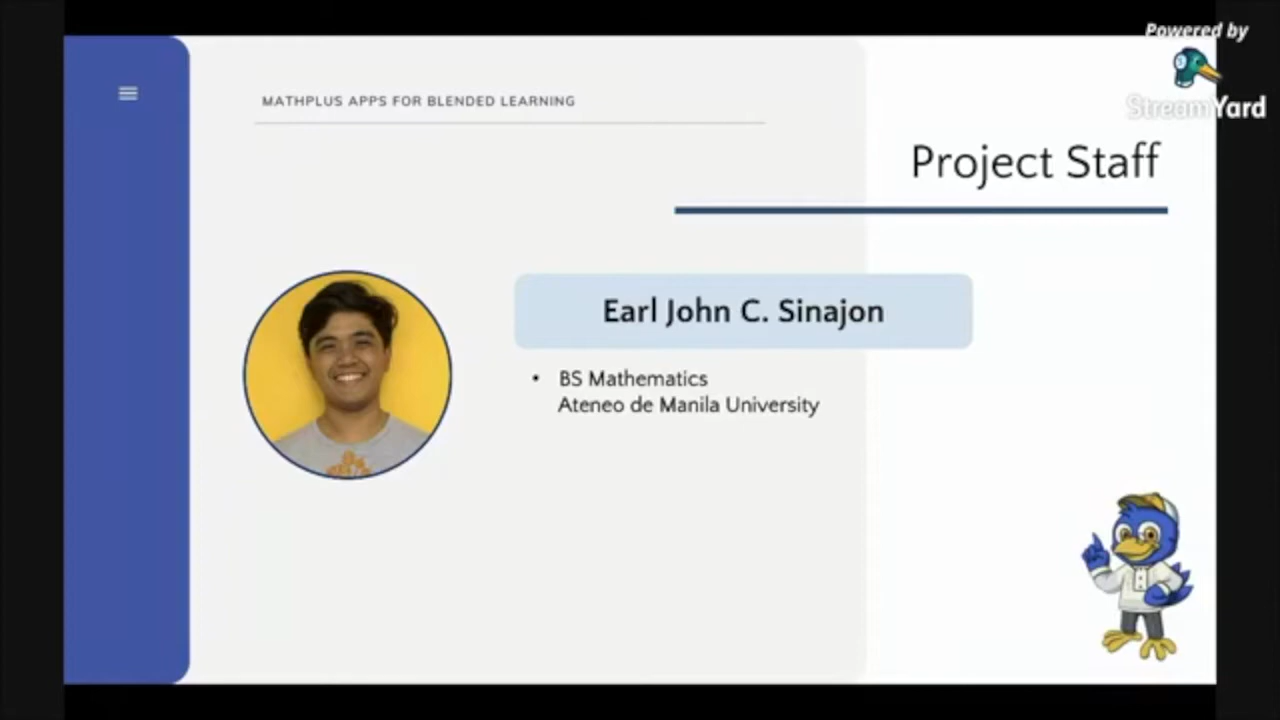 Powered by
StreamYard
MATHPLUS APPS FOR BLENDED LEARNING
Project Staff
Earl John C. Sinajon
• BS Mathematics
Ateneo de Manila University